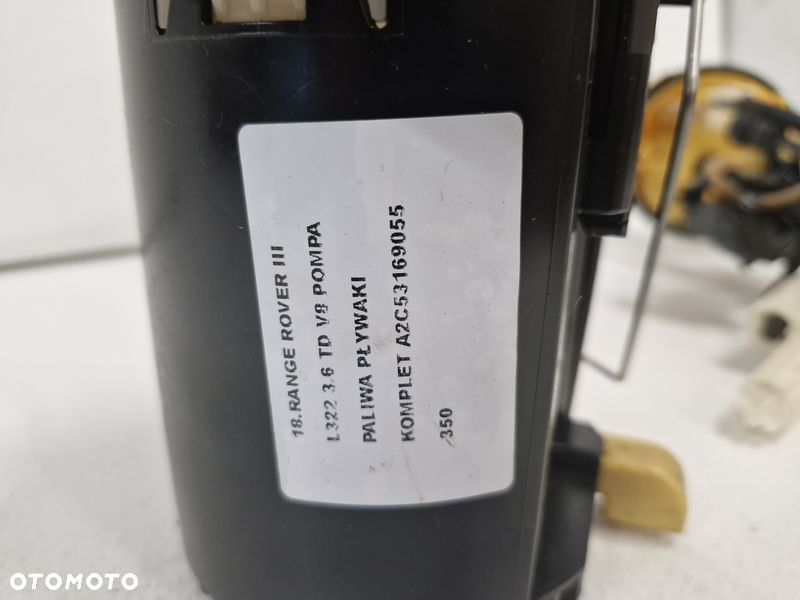 18.RANGE ROVER III
L322 3.6 TD V8 POMPA
PALIWA PŁYWAKI
KOMPLET A2C53169055
350
OTOMOTO